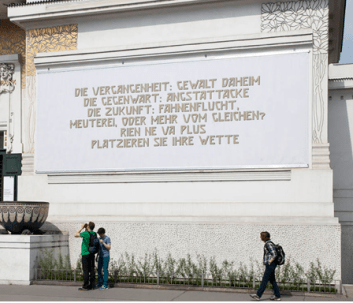 DIE VERGANGENHEIT: GEWALT DAHEIM
DIE GEGENWART: ANGSTATTACKE
DIE ZUKUNFT: FAHNENFLUCHT,
MEUTEREI, ODER MEHR VOM GLEICHEN?
RIEN NE VA PLUS
PLATZIEREN SIE IHRE WETTE